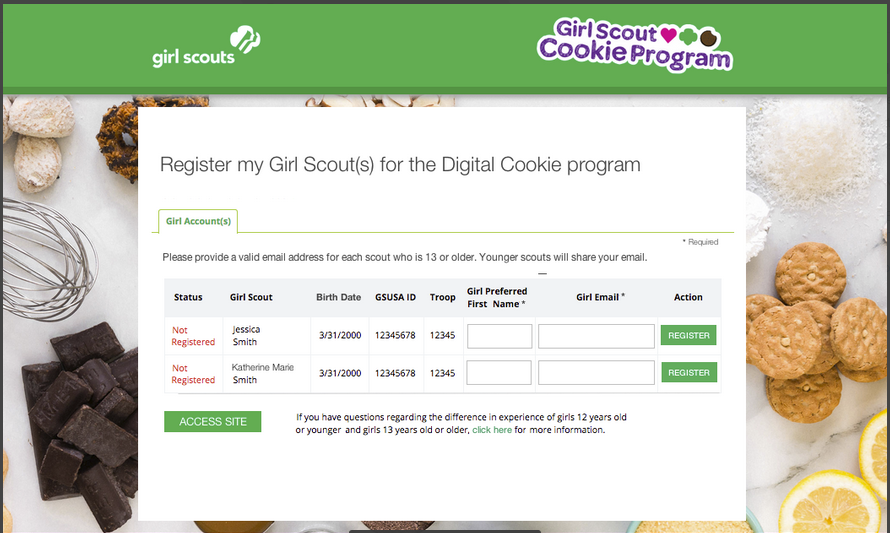 girl scouts
Girl Scout
Cookie Program
Register my Girl Scout(s) for the Digital Cookie program
Girl Account(s)
* Required
Please provide a valid email address for each scout who is 13 or older. Younger scouts will share your email.
Status Girl Scout Birth Date GSUSA ID Troop Girl Preferred First Name * Girl Email * Action
Not Registered Jessica Smith 3/31/2000 12345678 12345 REGISTER
Not Registered Katherine Marie Smith 3/31/2000 12345678 12345 REGISTER
ACCESS SITE
If you have questions regarding the difference in experience of girls 12 years old
or younger and girls 13 years old or older, click here for more information.